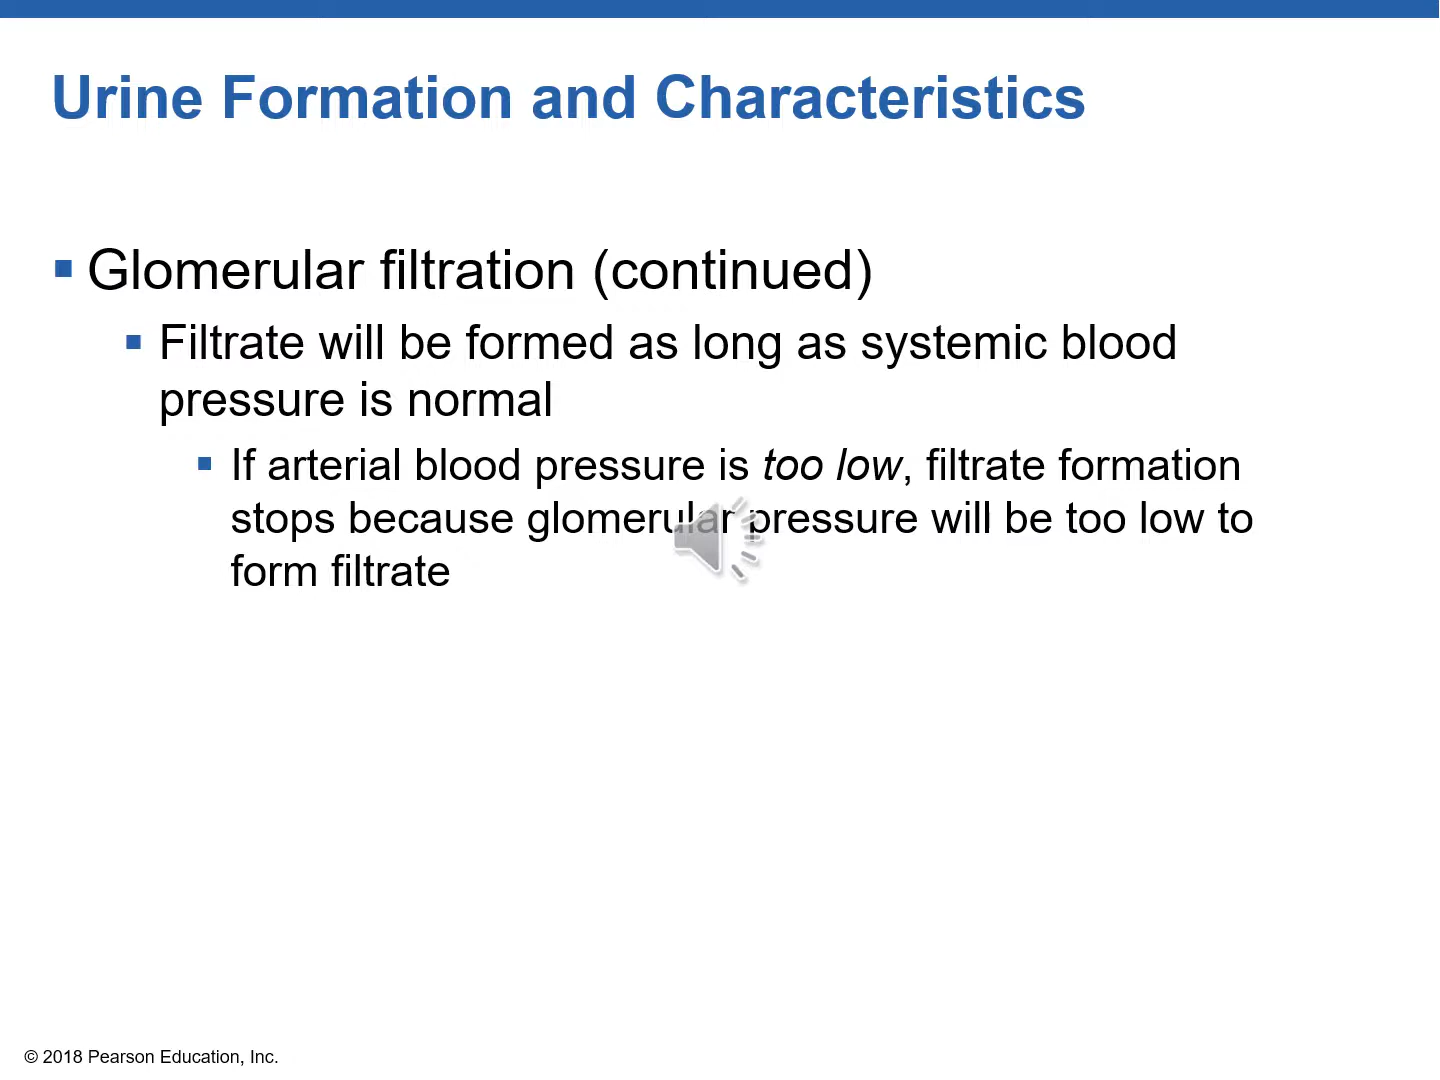 Urine Formation and Characteristics
Glomerular filtration (continued)
Filtrate will be formed as long as systemic blood
pressure is normal
If arterial blood pressure is too low, filtrate formation
stops because glomerular pressure will be too low to
form filtrate
© 2018 Pearson Education, Inc.